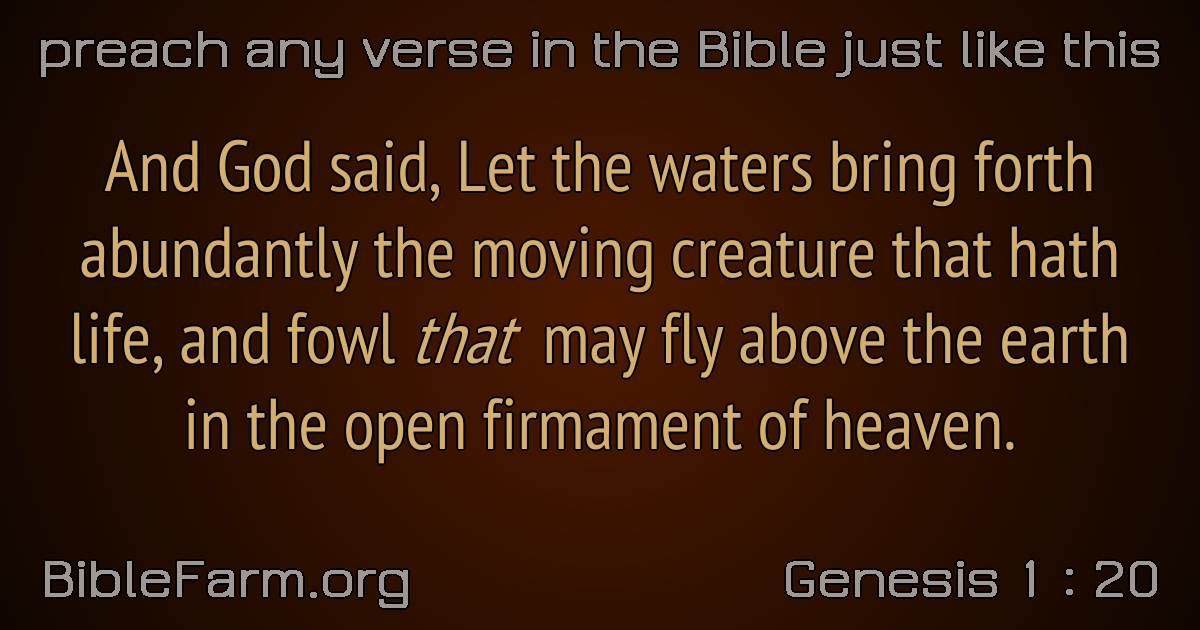 preach any verse in the Bible just like this
And God said, Let the waters bring forth
abundantly the moving creature that hath
life, and fowl that may fly above the earth
in the open firmament of heaven.
BibleFarm.org
Genesis 1 : 20